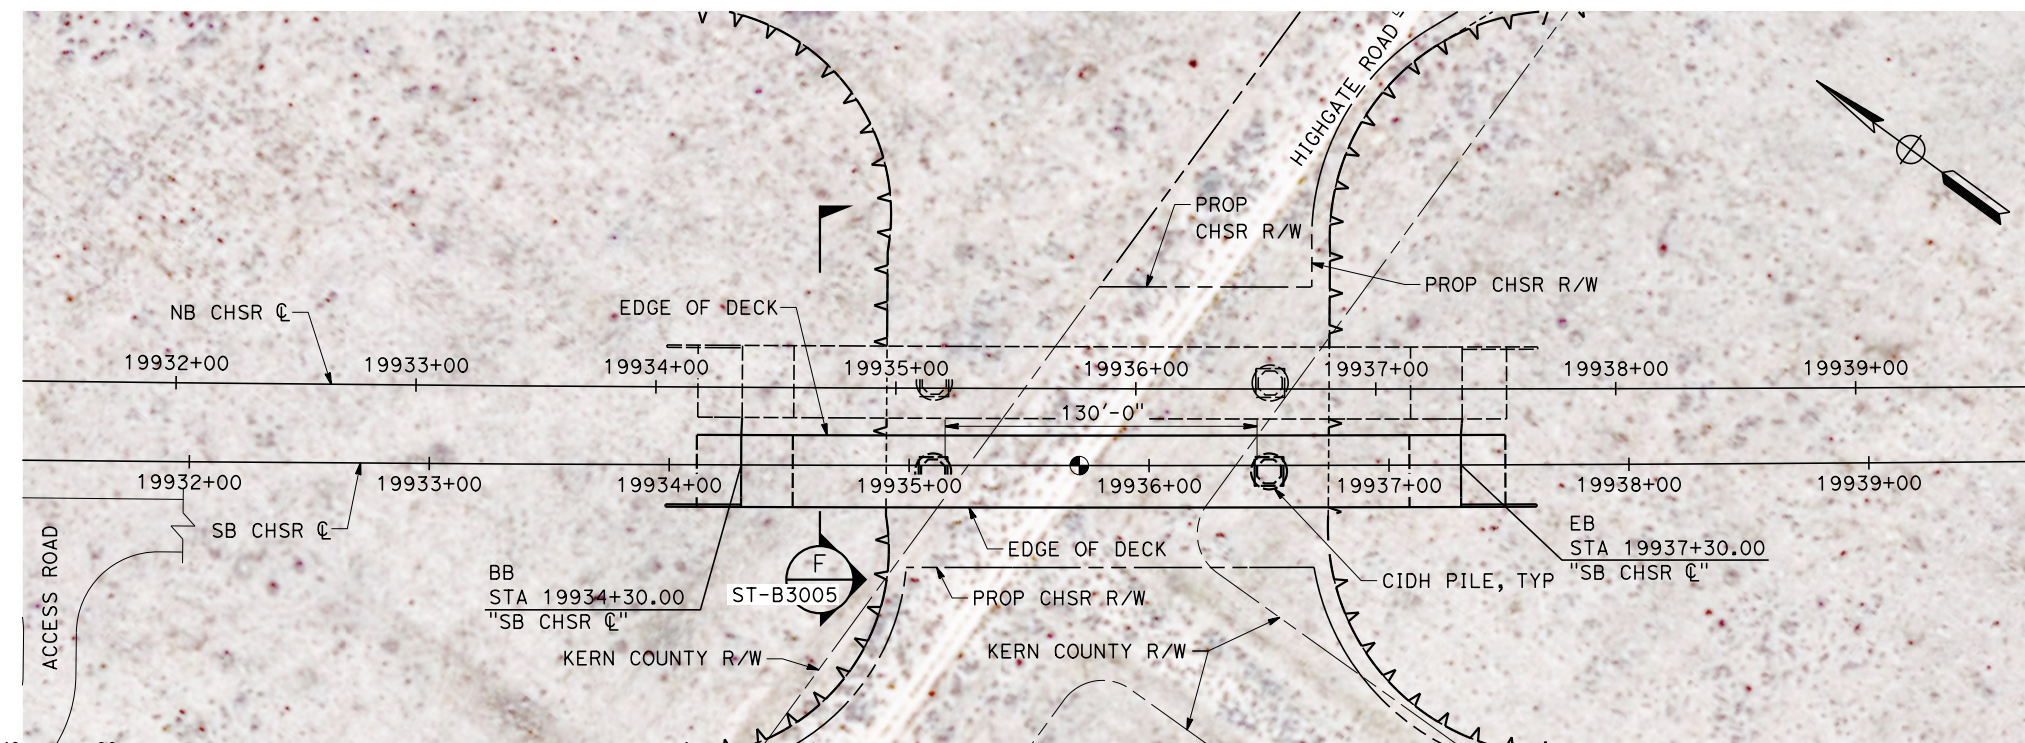 HIGHGATE ROAD
PROP
CHSR R/W
PROP CHSR R/W
NB CHSR ℄
EDGE OF DECK
19932+00
19933+00
19934+00
19935+00
19936+00
19937+00
19938+00
19939+00
130'-0"
19932+00
19933+00
19934+00
19935+00
19936+00
19937+00
19938+00
19939+00
SB CHSR ℄
ACCESS ROAD
BB
STA 19934+30.00
"SB CHSR ℄"
F
ST-B3005
EDGE OF DECK
PROP CHSR R/W
CIDH PILE, TYP
EB
STA 19937+30.00
"SB CHSR ℄"
KERN COUNTY R/W
KERN COUNTY R/W